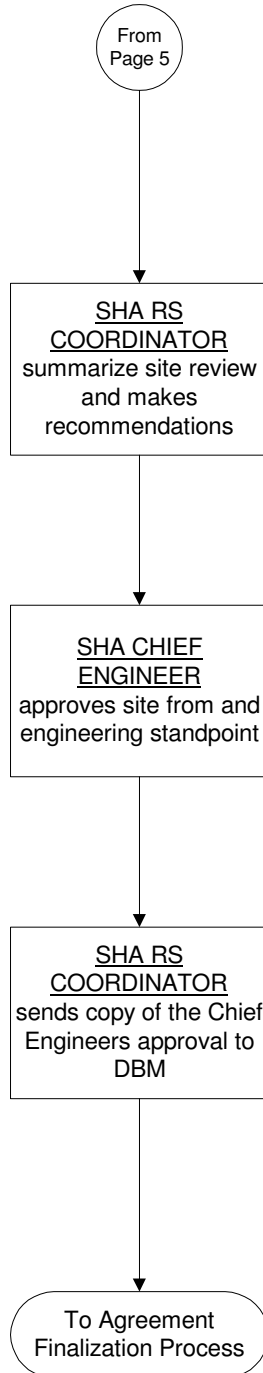 From
Page 5
SHA RS
COORDINATOR
summarize site review
and makes
recommendations
SHA CHIEF
ENGINEER
approves site from and
engineering standpoint
SHA RS
COORDINATOR
sends copy of the Chief
Engineers approval to
DBM
To Agreement
Finalization Process